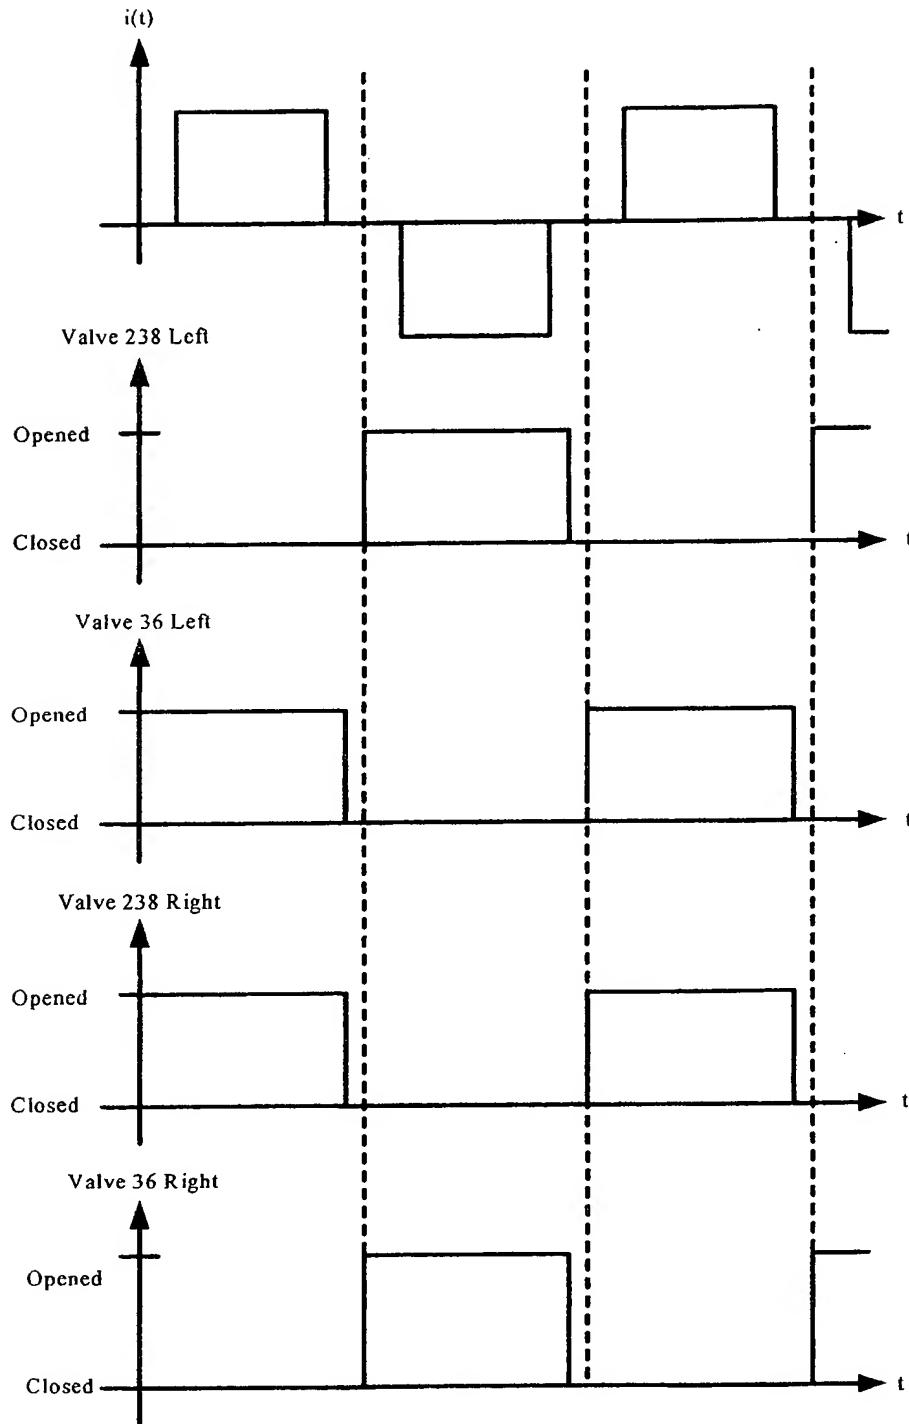 i(t)
t
Valve 238 Left
Opened
Closed
t
Valve 36 Left
Opened
Closed
t
Valve 238 Right
Opened
Closed
t
Valve 36 Right
Opened
Closed
t